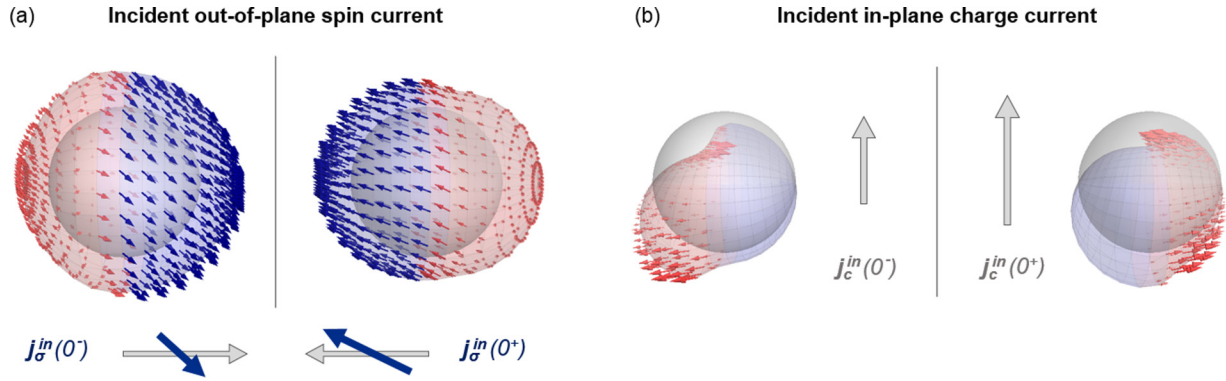 (a) Incident out-of-plane spin current
(b) Incident in-plane charge current
j_c^in(0⁻)
j_c^in(0⁺)
j_σ^in(0⁻)
j_σ^in(0⁺)